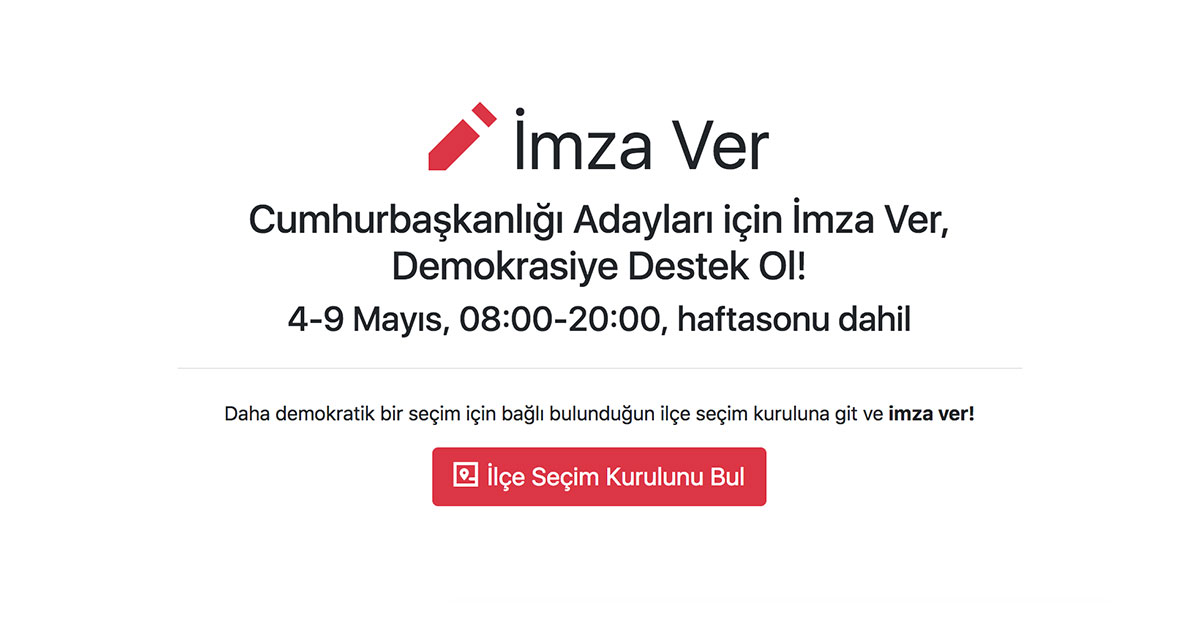 İmza Ver
Cumhurbaşkanlığı Adayları için İmza Ver,
Demokrasiye Destek Ol!
4-9 Mayıs, 08:00-20:00, haftasonu dahil
Daha demokratik bir seçim için bağlı bulunduğun ilçe seçim kuruluna git ve imza ver!
İlçe Seçim Kurulunu Bul